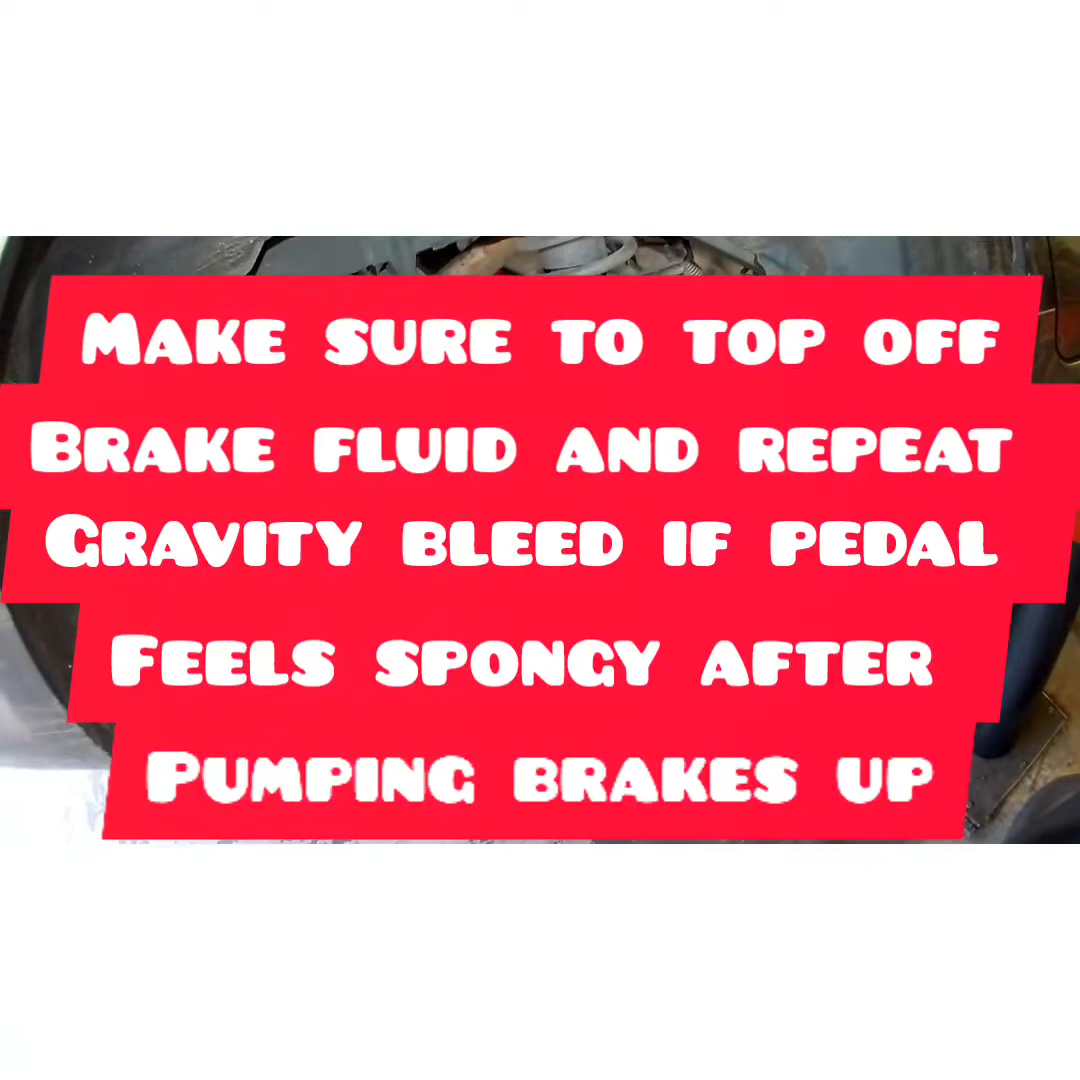 Make sure to top off
Brake fluid and repeat
Gravity bleed if pedal
Feels spongy after
Pumping brakes up